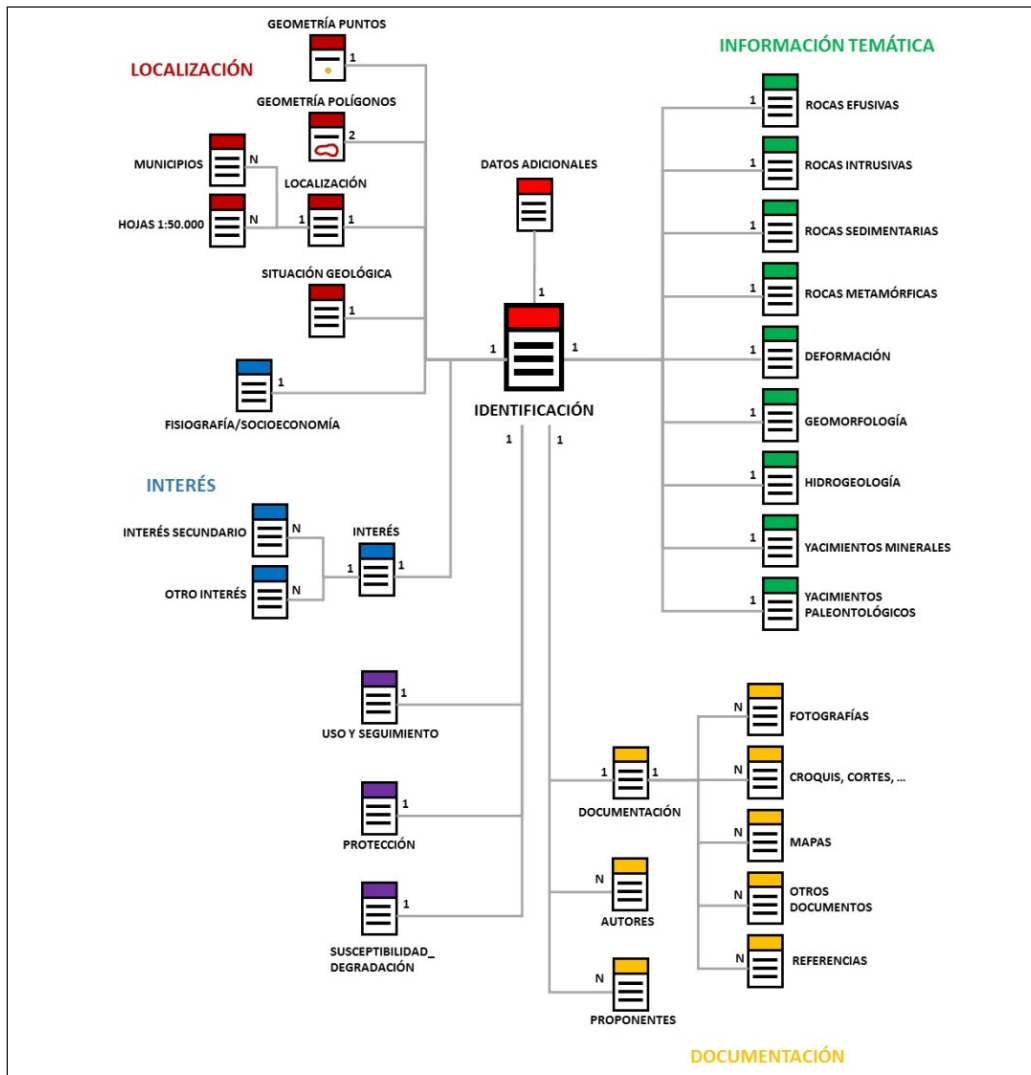 GEOMETRÍA PUNTOS
1
LOCALIZACIÓN
GEOMETRÍA POLÍGONOS
2
MUNICIPIOS
N
HOJAS 1:50.000
N
LOCALIZACIÓN
1
1
SITUACIÓN GEOLÓGICA
1
1
FISIOGRAFÍA/SOCIOECONOMÍA
DATOS ADICIONALES
1
1
1
IDENTIFICACIÓN
1
1
INFORMACIÓN TEMÁTICA
1
ROCAS EFUSIVAS
1
ROCAS INTRUSIVAS
1
ROCAS SEDIMENTARIAS
1
ROCAS METAMÓRFICAS
1
DEFORMACIÓN
1
GEOMORFOLOGÍA
1
HIDROGEOLOGÍA
1
YACIMIENTOS MINERALES
1
YACIMIENTOS
PALEONTOLÓGICOS
INTERÉS
INTERÉS SECUNDARIO
N
OTRO INTERÉS
N
INTERÉS
1
1
1
USO Y SEGUIMIENTO
1
PROTECCIÓN
1
SUSCEPTIBILIDAD_
DEGRADACIÓN
1
1
DOCUMENTACIÓN
N
AUTORES
N
PROPONENTES
N
FOTOGRAFÍAS
N
CROQUIS, CORTES, ...
N
MAPAS
N
OTROS
DOCUMENTOS
N
REFERENCIAS
DOCUMENTACIÓN